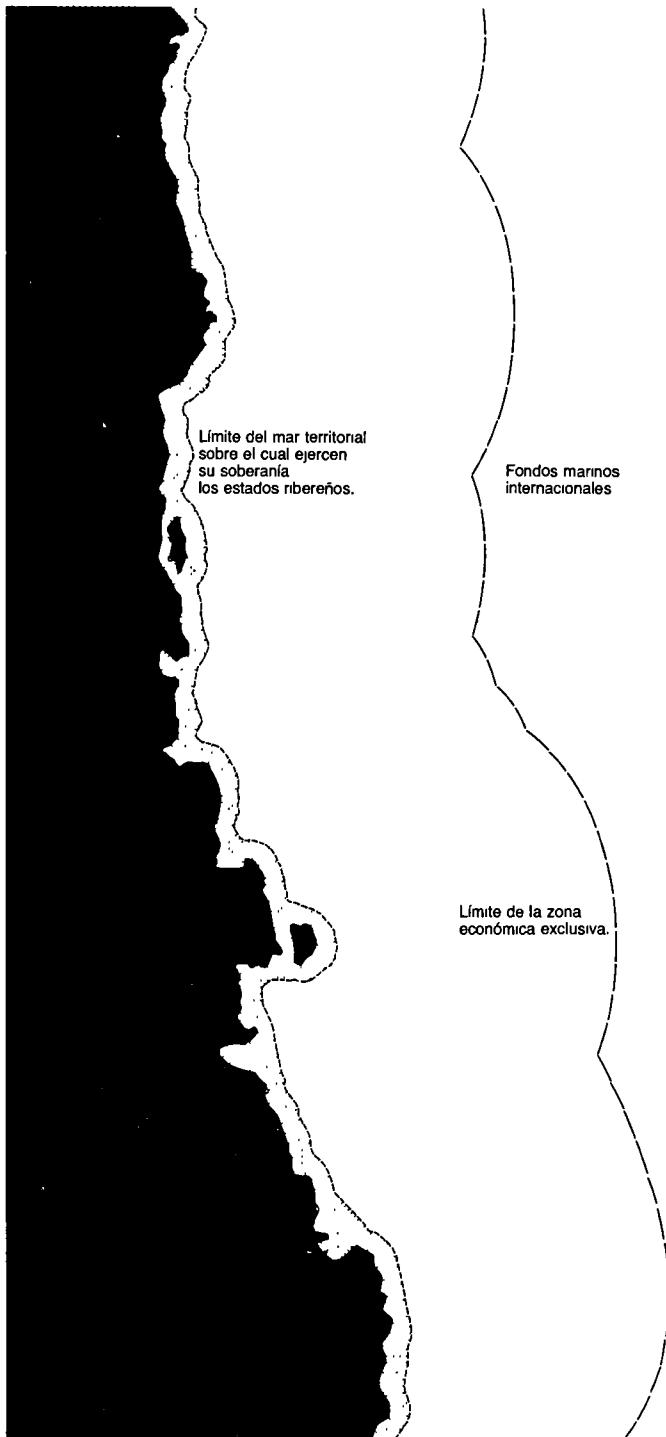 Límite del mar territorial
sobre el cual ejercen
su soberanía
los estados ribereños.
Fondos marinos
internacionales
Límite de la zona
económica exclusiva.